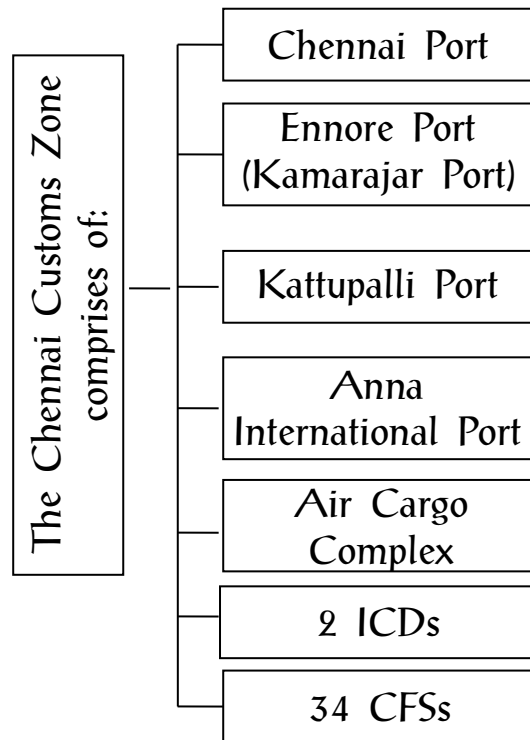 The Chennai Customs Zone
comprises of:
Chennai Port
Ennore Port
(Kamarajar Port)
Kattupalli Port
Anna
International Port
Air Cargo
Complex
2 ICDs
34 CFSs